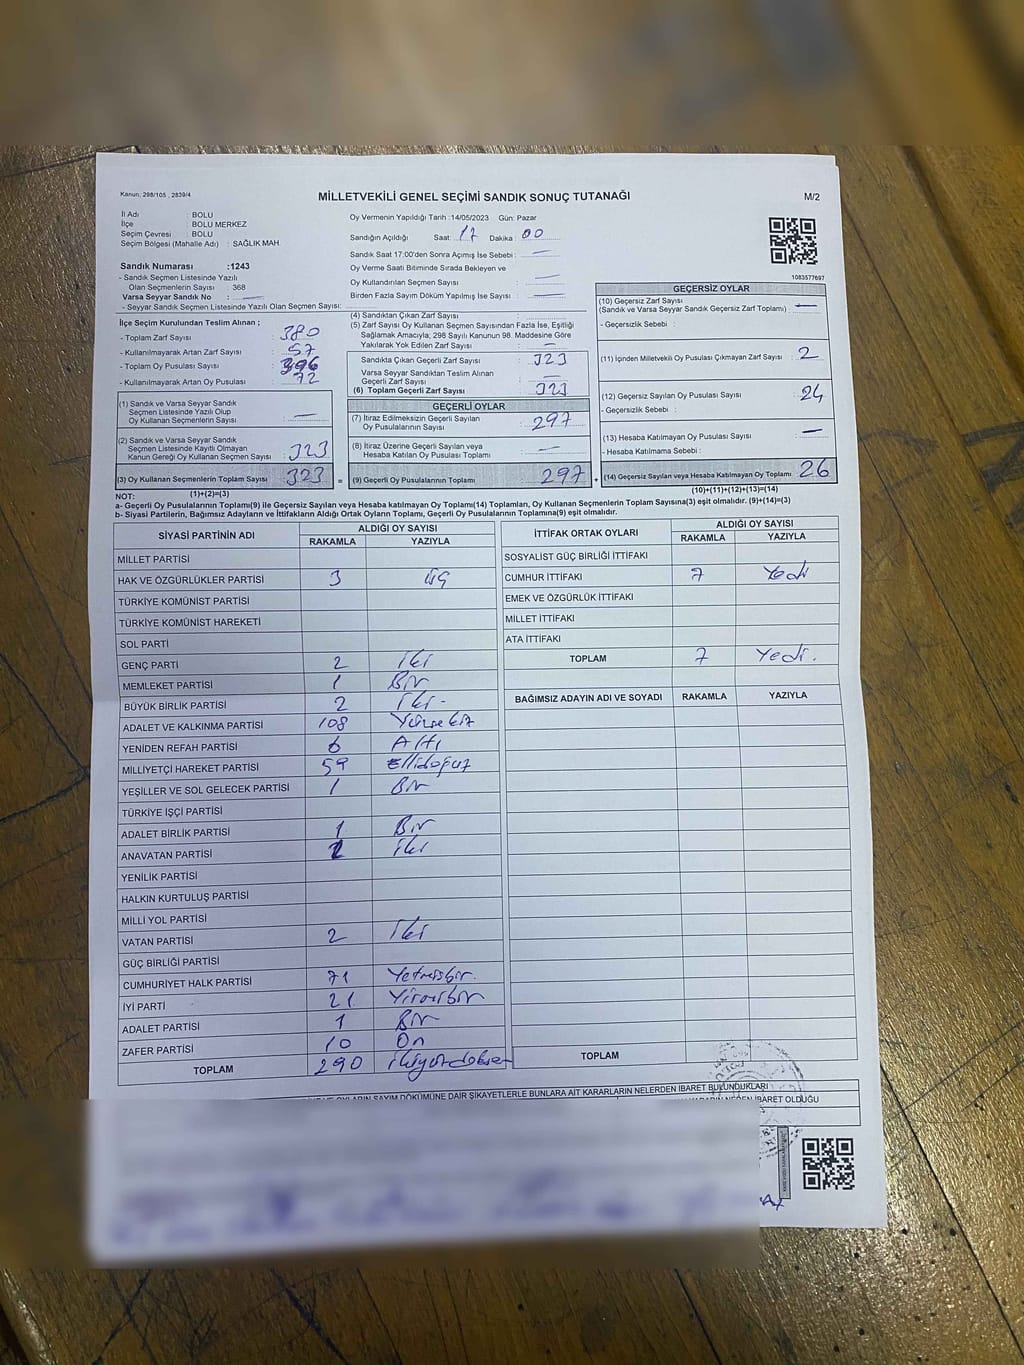 Kanun; 298/105 , 2839/4
MİLLETVEKİLİ GENEL SEÇİMİ SANDIK SONUÇ TUTANAĞI
M/2
İl Adı : BOLU
İlçe : BOLU MERKEZ
Seçim Çevresi : BOLU
Seçim Bölgesi (Mahalle Adı) : SAĞLIK MAH.
Sandık Numarası :1243
- Sandık Seçmen Listesinde Yazılı
Olan Seçmenlerin Sayısı : 368
Varsa Seyyar Sandık No : —
- Seyyar Sandık Seçmen Listesinde Yazılı Olan Seçmen Sayısı:
Oy Vermenin Yapıldığı Tarih :14/05/2023 Gün: Pazar
Sandığın Açıldığı Saat: 17 Dakika : 00
Sandık Saat 17:00'den Sonra Açılmış İse Sebebi : —
Oy Verme Saati Bitiminde Sırada Bekleyen ve
Oy Kullandırılan Seçmen Sayısı : —
Birden Fazla Sayım Döküm Yapılmış İse Sayısı : —
1083577697
İlçe Seçim Kurulundan Teslim Alınan ;
- Toplam Zarf Sayısı : 380
- Kullanılmayarak Artan Zarf Sayısı : 57
- Toplam Oy Pusulası Sayısı : 396
- Kullanılmayarak Artan Oy Pusulası : 72
(1) Sandık ve Varsa Seyyar Sandık
Seçmen Listesinde Yazılı Olup
Oy Kullanan Seçmenlerin Sayısı : —
(2) Sandık ve Varsa Seyyar Sandık
Seçmen Listesinde Kayıtlı Olmayan
Kanun Gereği Oy Kullanan Seçmen Sayısı : 323
(3) Oy Kullanan Seçmenlerin Toplam Sayısı : 323
(1)+(2)=(3)
(4) Sandıktan Çıkan Zarf Sayısı :
(5) Zarf Sayısı Oy Kullanan Seçmen Sayısından Fazla İse, Eşitliği
Sağlamak Amacıyla; 298 Sayılı Kanunun 98. Maddesine Göre
Yakılarak Yok Edilen Zarf Sayısı : —
Sandıkta Çıkan Geçerli Zarf Sayısı : 323
Varsa Seyyar Sandıktan Teslim Alınan
Geçerli Zarf Sayısı : —
(6) Toplam Geçerli Zarf Sayısı : 323
GEÇERLİ OYLAR
(7) İtiraz Edilmeksizin Geçerli Sayılan
Oy Pusulalarının Sayısı : 297
(8) İtiraz Üzerine Geçerli Sayılan veya
Hesaba Katılan Oy Pusulası Toplamı : —
= (9) Geçerli Oy Pusulalarının Toplamı : 297 +
GEÇERSİZ OYLAR
(10) Geçersiz Zarf Sayısı
(Sandık ve Varsa Seyyar Sandık Geçersiz Zarf Toplamı) : —
- Geçersizlik Sebebi :
(11) İçinden Milletvekili Oy Pusulası Çıkmayan Zarf Sayısı : 2
(12) Geçersiz Sayılan Oy Pusulası Sayısı : 24
- Geçersizlik Sebebi :
(13) Hesaba Katılmayan Oy Pusulası Sayısı : —
- Hesaba Katılmama Sebebi :
(14) Geçersiz Sayılan veya Hesaba Katılmayan Oy Toplamı : 26
(10)+(11)+(12)+(13)=(14)
NOT:
a- Geçerli Oy Pusulalarının Toplamı(9) ile Geçersiz Sayılan veya Hesaba Katılmayan Oy Toplamı(14) Toplamları, Oy Kullanan Seçmenlerin Toplam Sayısına(3) eşit olmalıdır. (9)+(14)=(3)
b- Siyasi Partilerin, Bağımsız Adayların ve İttifakların Aldığı Ortak Oyların Toplamı, Geçerli Oy Pusulalarının Toplamına(9) eşit olmalıdır.
SİYASİ PARTİNİN ADI ALDIĞI OY SAYISI
RAKAMLA YAZIYLA
MİLLET PARTİSİ
HAK VE ÖZGÜRLÜKLER PARTİSİ 3 üç
TÜRKİYE KOMÜNİST PARTİSİ
TÜRKİYE KOMÜNİST HAREKETİ
SOL PARTİ
GENÇ PARTİ 2 iki
MEMLEKET PARTİSİ 1 Bir
BÜYÜK BİRLİK PARTİSİ 2 iki -
ADALET VE KALKINMA PARTİSİ 108 Yüzsekiz
YENİDEN REFAH PARTİSİ 6 Altı
MİLLİYETÇİ HAREKET PARTİSİ 59 Ellidoğuz
YEŞİLLER VE SOL GELECEK PARTİSİ 1 Bir
TÜRKİYE İŞÇİ PARTİSİ
ADALET BİRLİK PARTİSİ 1 Bir
ANAVATAN PARTİSİ 2 iki
YENİLİK PARTİSİ
HALKIN KURTULUŞ PARTİSİ
MİLLİ YOL PARTİSİ
VATAN PARTİSİ 2 iki
GÜÇ BİRLİĞİ PARTİSİ
CUMHURİYET HALK PARTİSİ 71 Yetmişbir.
İYİ PARTİ 21 Yirmibir
ADALET PARTİSİ 1 Bir
ZAFER PARTİSİ 10 On
TOPLAM 290 ikiyüzdoksan
İTTİFAK ORTAK OYLARI ALDIĞI OY SAYISI
RAKAMLA YAZIYLA
SOSYALİST GÜÇ BİRLİĞİ İTTİFAKI
CUMHUR İTTİFAKI 7 Yedi
EMEK VE ÖZGÜRLÜK İTTİFAKI
MİLLET İTTİFAKI
ATA İTTİFAKI
TOPLAM 7 Yedi.
BAĞIMSIZ ADAYIN ADI VE SOYADI RAKAMLA YAZIYLA
TOPLAM
OYLARIN SAYIM DÖKÜMÜNE DAİR ŞİKAYETLERLE BUNLARA AİT KARARLARIN NELERDEN İBARET BULUNDUKLARI
NEDEN İBARET OLDUĞU